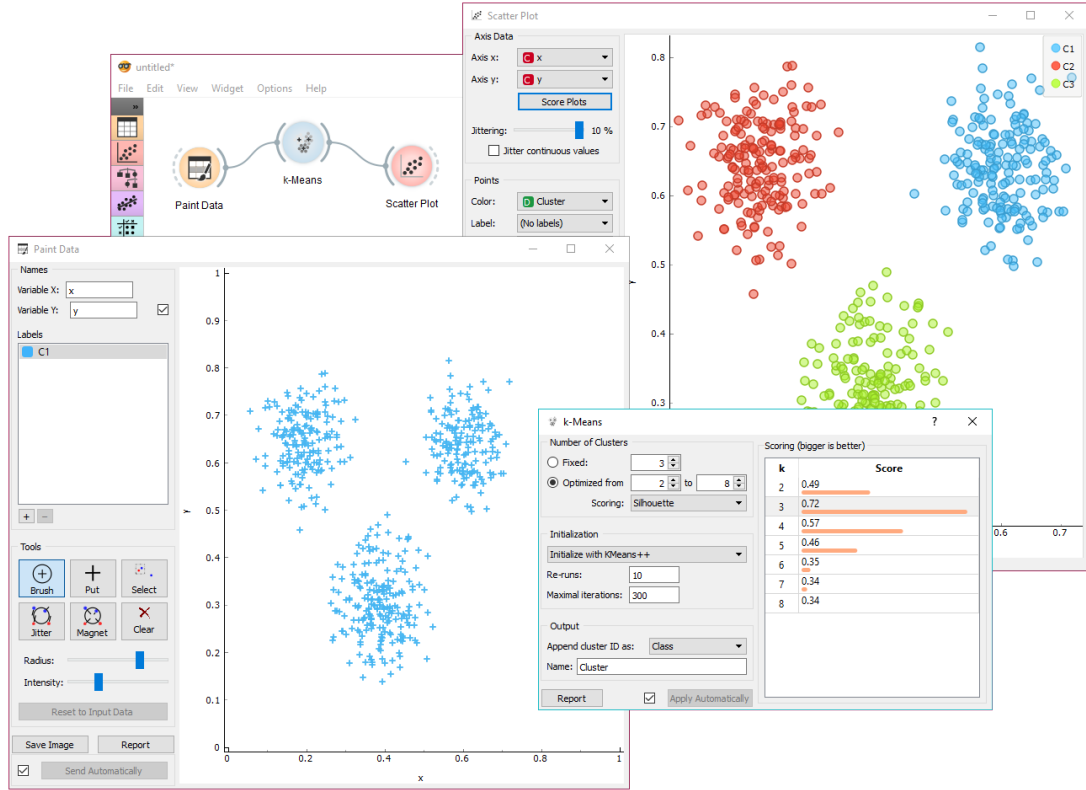 Scatter Plot
Axis Data
Axis x: C x
Axis y: C y
Score Plots
Jittering: 10 %
Jitter continuous values
Points
Color: D Cluster
Label: (No labels)
0.8
0.7
0.6
0.5
0.4
0.3
y
0.6 0.7
C1
C2
C3
untitled*
File Edit View Widget Options Help
»
Paint Data
k-Means
Scatter Plot
Paint Data
Names
Variable X: x
Variable Y: y
Labels
C1
+ −
Tools
Brush Put Select
Jitter Magnet Clear
Radius:
Intensity:
Reset to Input Data
Save Image Report
Send Automatically
1
0.9
0.8
0.7
0.6
0.5
0.4
0.3
0.2
0.1
0
y
0 0.2 0.4 0.6 0.8 1
x
k-Means ?
Number of Clusters
Fixed: 3
Optimized from 2 to 8
Scoring: Silhouette
Initialization
Initialize with KMeans++
Re-runs: 10
Maximal iterations: 300
Output
Append cluster ID as: Class
Name: Cluster
Report Apply Automatically
Scoring (bigger is better)
k Score
2 0.49
3 0.72
4 0.57
5 0.46
6 0.35
7 0.34
8 0.34